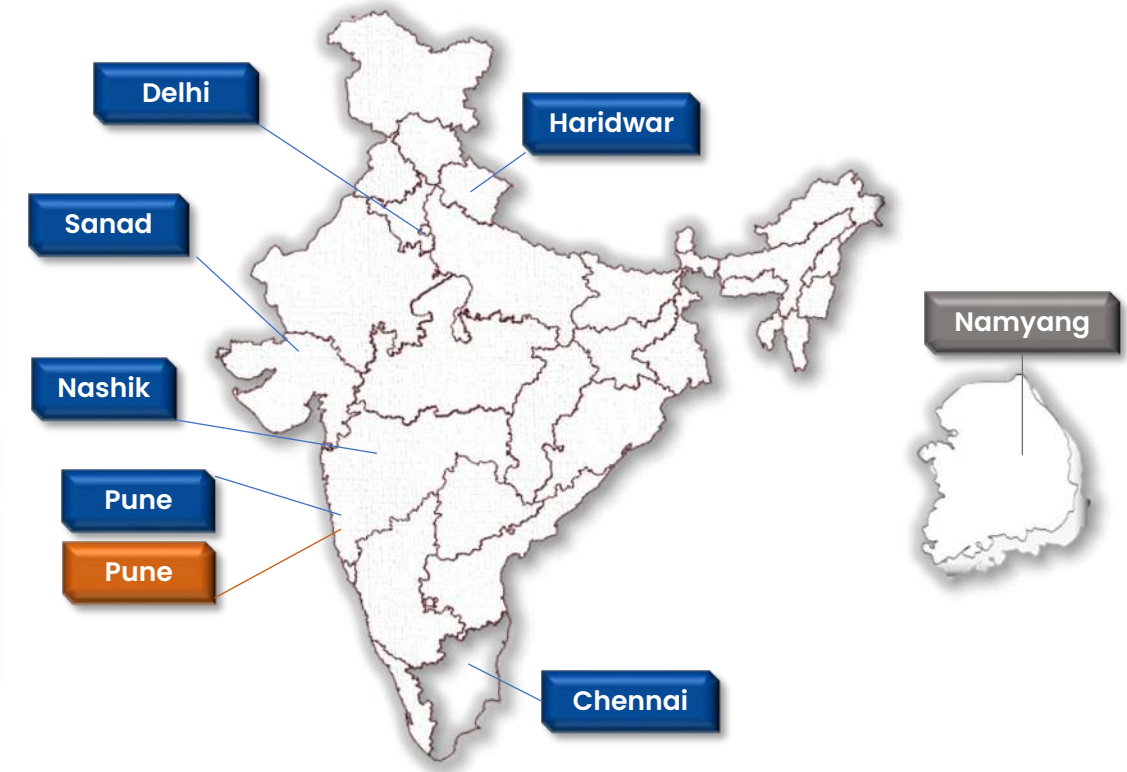 Delhi
Haridwar
Sanad
Namyang
Nashik
Pune
Pune
Chennai